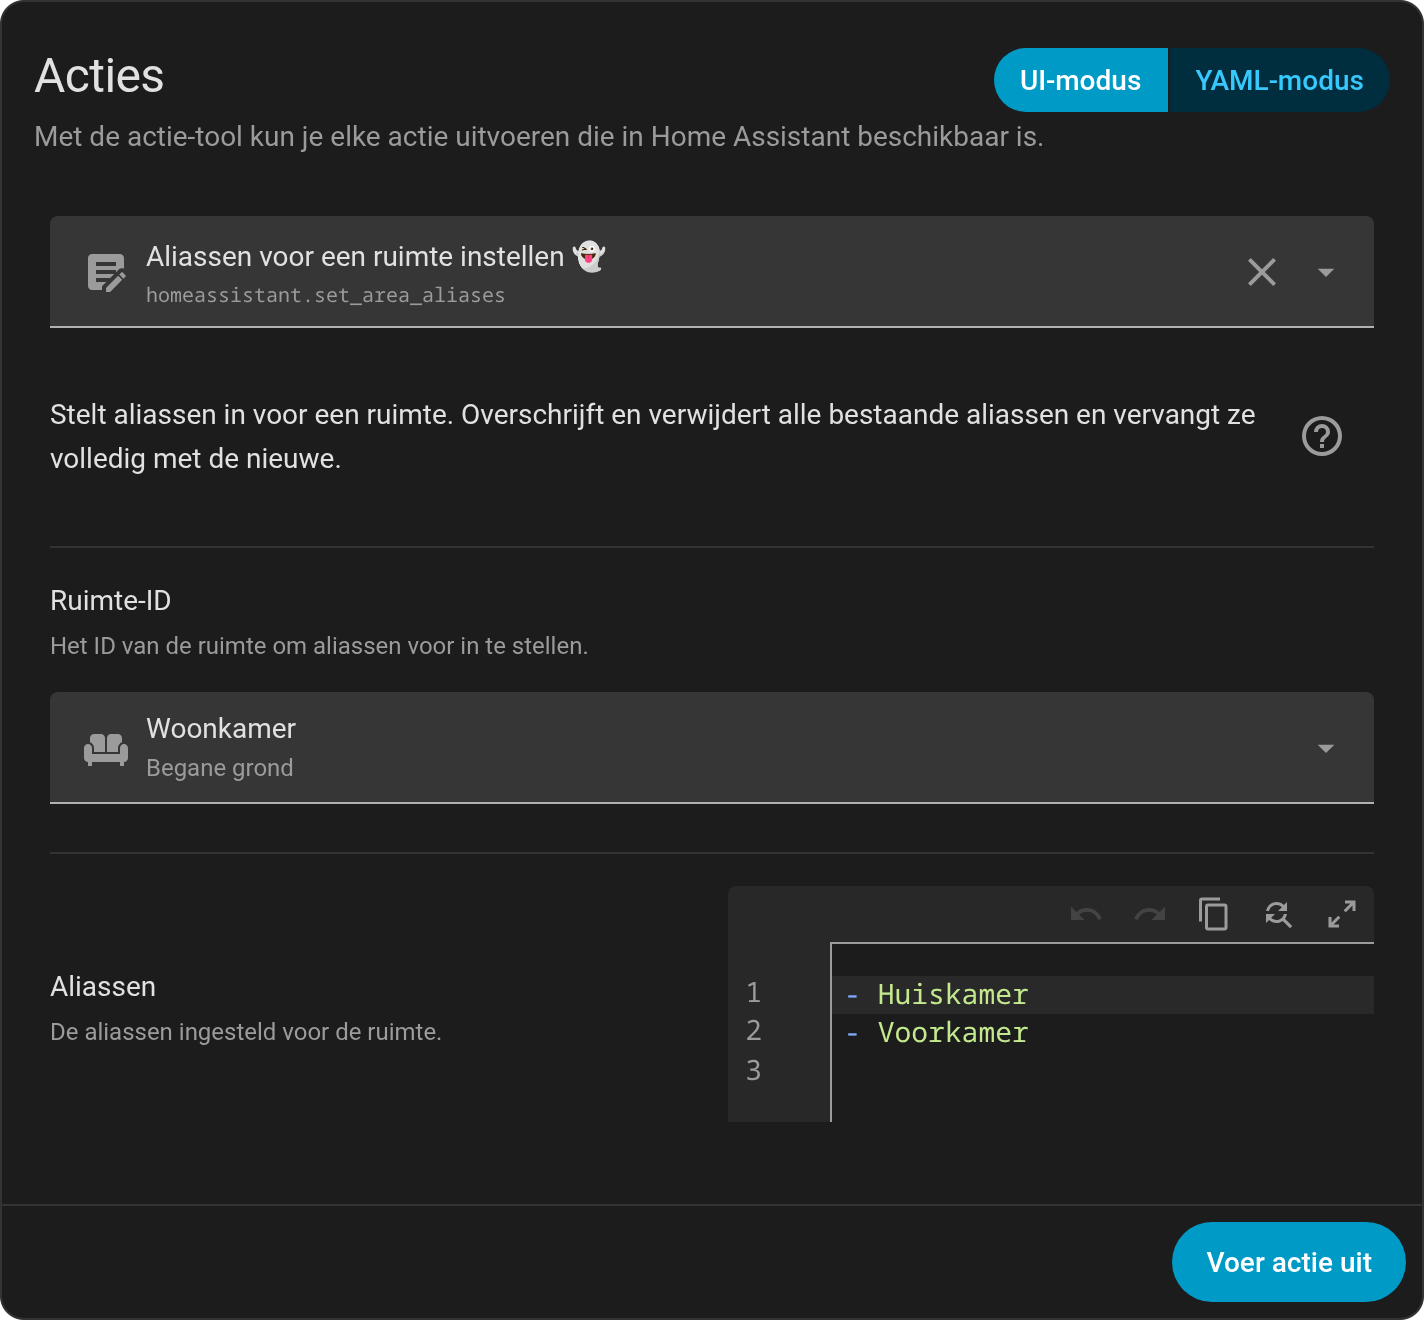 Acties
UI-modus
YAML-modus
Met de actie-tool kun je elke actie uitvoeren die in Home Assistant beschikbaar is.
Aliassen voor een ruimte instellen 👻
homeassistant.set_area_aliases
Stelt aliassen in voor een ruimte. Overschrijft en verwijdert alle bestaande aliassen en vervangt ze
volledig met de nieuwe.
Ruimte-ID
Het ID van de ruimte om aliassen voor in te stellen.
Woonkamer
Begane grond
Aliassen
De aliassen ingesteld voor de ruimte.
1 - Huiskamer
2 - Voorkamer
3
Voer actie uit